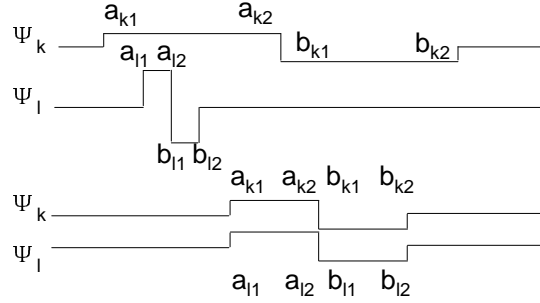 a_k1 a_k2
Ψ_k b_k1 b_k2
a_l1 a_l2
Ψ_l
b_l1 b_l2
a_k1 a_k2 b_k1 b_k2
Ψ_k
Ψ_l
a_l1 a_l2 b_l1 b_l2